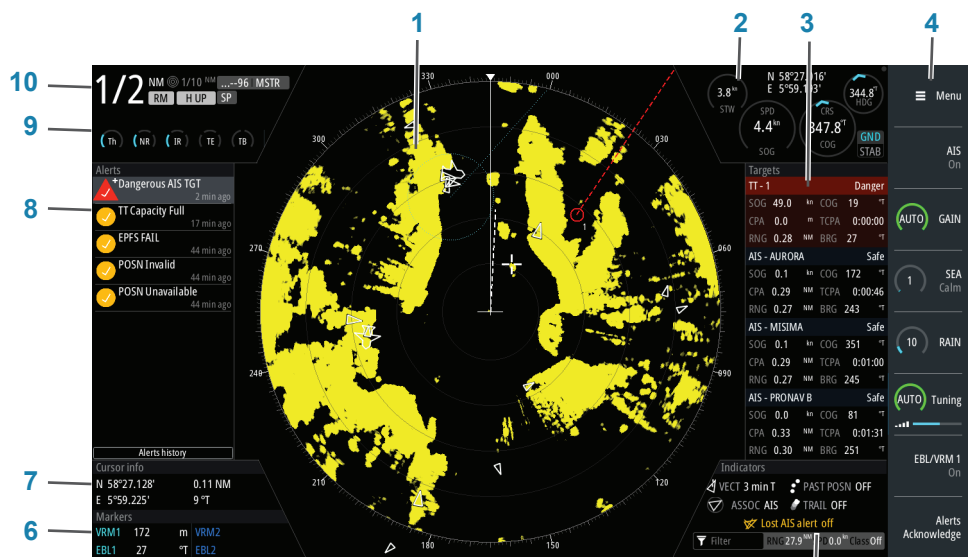 1
2
3
4
10
9
8
7
6
1/2 NM 1/10 NM ...--96 MSTR
RM H UP SP
Th NR IR TE TB
Alerts
Dangerous AIS TGT
2 min ago
TT Capacity Full
17 min ago
EPFS FAIL
44 min ago
POSN Invalid
44 min ago
POSN Unavailable
44 min ago
Alerts history
Cursor info
N 58°27.128' 0.11 NM
E 5°59.225' 9 °T
Markers
VRM1 172 m VRM2
EBL1 27 °T EBL2
330
000
300
030
270
060
240
090
210
120
180
150
1
3.8 kn
STW
N 58°27.016'
E 5°59.193'
344.8°T
HDG
SPD
4.4 kn
SOG
CRS
347.8°T
COG
GND
STAB
Targets
TT - 1 Danger
SOG 49.0 kn COG 19 °T
CPA 0.0 m TCPA 0:00:00
RNG 0.28 NM BRG 27 °T
AIS - AURORA Safe
SOG 0.1 kn COG 172 °T
CPA 0.29 NM TCPA 0:00:46
RNG 0.27 NM BRG 243 °T
AIS - MISIMA Safe
SOG 0.1 kn COG 351 °T
CPA 0.29 NM TCPA 0:01:00
RNG 0.27 NM BRG 245 °T
AIS - PRONAV B Safe
SOG 0.0 kn COG 81 °T
CPA 0.33 NM TCPA 0:01:31
RNG 0.30 NM BRG 251 °T
Indicators
VECT 3 min T PAST POSN OFF
ASSOC AIS TRAIL OFF
Lost AIS alert off
Filter RNG 27.9 NM 0.0 kn Class Off
Menu
AIS
On
AUTO GAIN
1 SEA
Calm
10 RAIN
AUTO Tuning
EBL/VRM 1
On
Alerts
Acknowledge